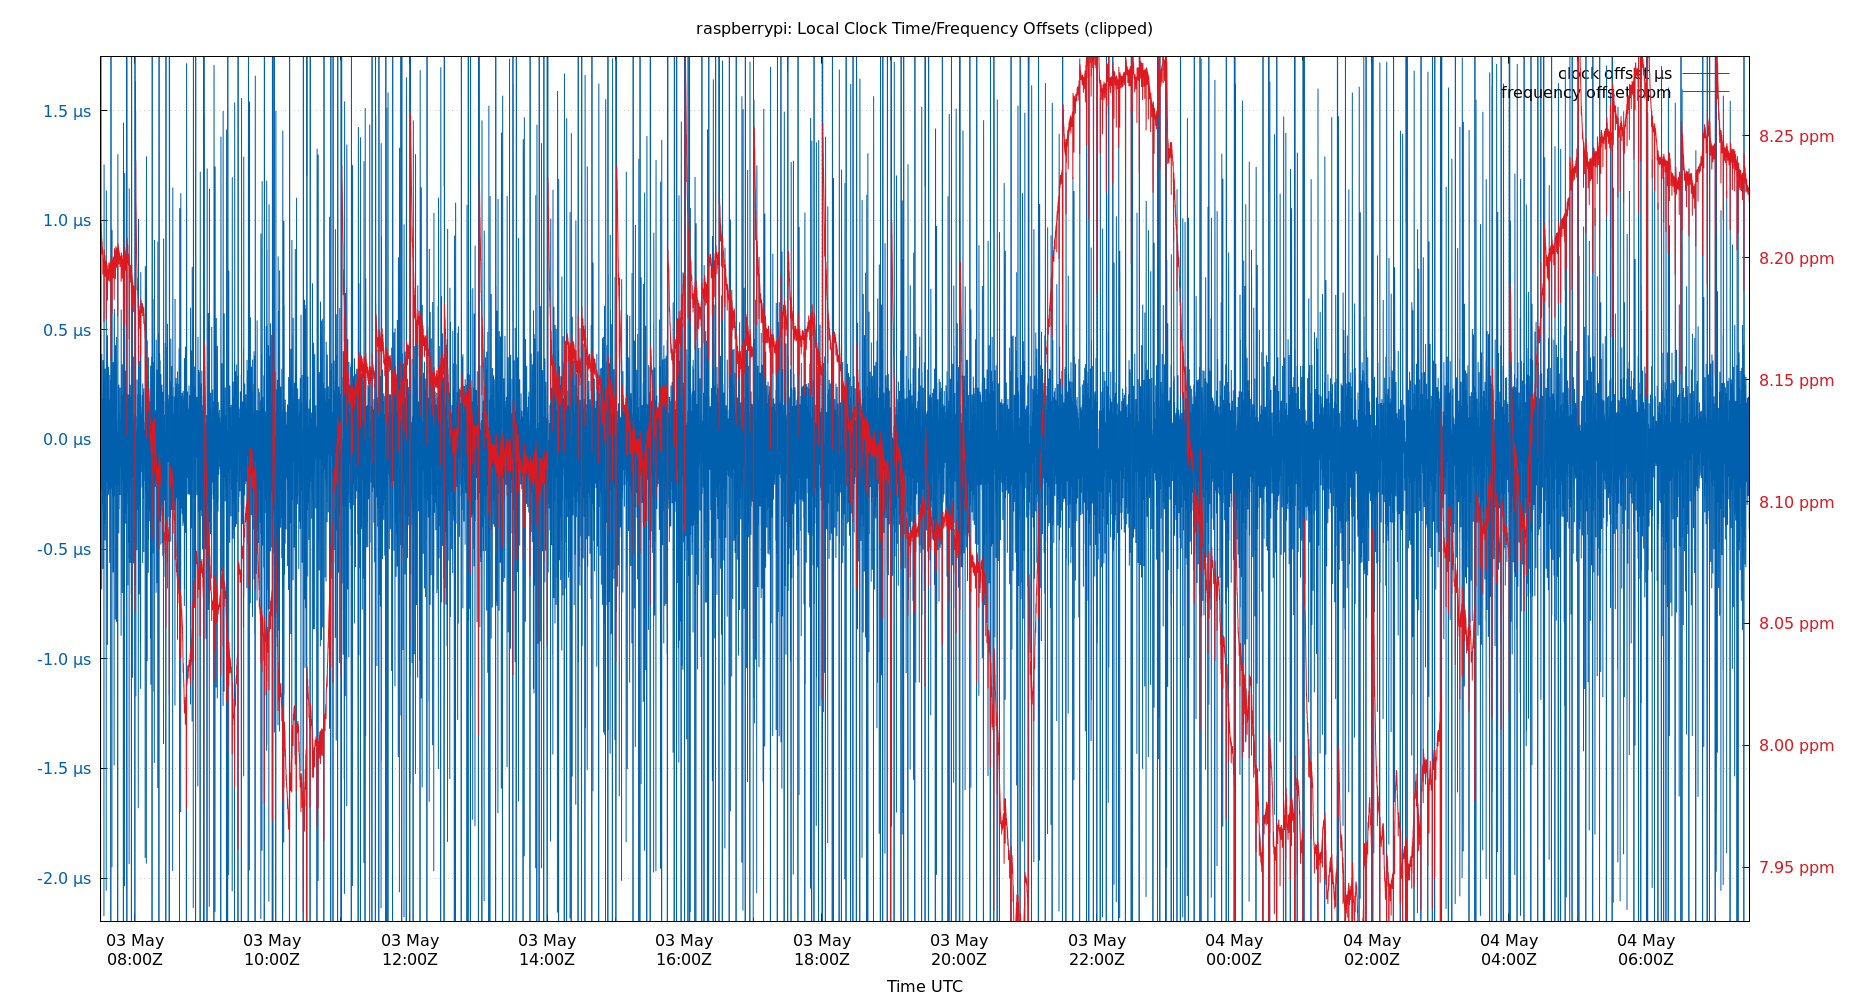 raspberrypi: Local Clock Time/Frequency Offsets (clipped)
clock offset µs
frequency offset ppm
1.5 µs
1.0 µs
0.5 µs
0.0 µs
-0.5 µs
-1.0 µs
-1.5 µs
-2.0 µs
8.25 ppm
8.20 ppm
8.15 ppm
8.10 ppm
8.05 ppm
8.00 ppm
7.95 ppm
03 May 03 May 03 May 03 May 03 May 03 May 03 May 03 May 04 May 04 May 04 May 04 May
08:00Z 10:00Z 12:00Z 14:00Z 16:00Z 18:00Z 20:00Z 22:00Z 00:00Z 02:00Z 04:00Z 06:00Z
Time UTC